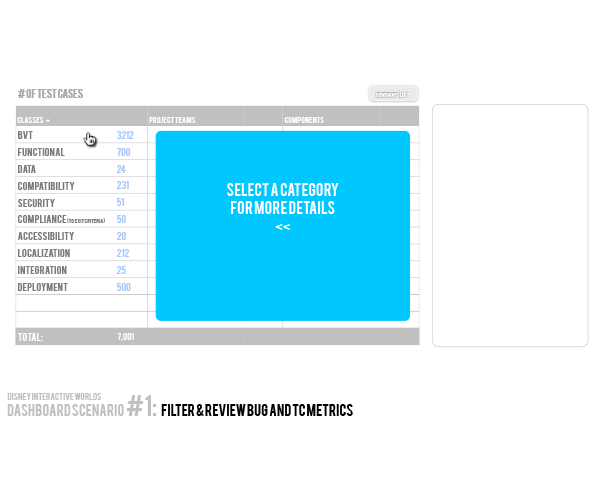 # OF TEST CASES
CLASSES
PROJECT TEAMS
COMPONENTS
BVT 3212
FUNCTIONAL 700
DATA 24
COMPATIBILITY 231
SECURITY 51
COMPLIANCE (TO EXIT CRITERIA) 50
ACCESSIBILITY 20
LOCALIZATION 212
INTEGRATION 25
DEPLOYMENT 500
SELECT A CATEGORY
FOR MORE DETAILS
<<
TOTAL: 7,001
DISNEY INTERACTIVE WORLDS
DASHBOARD SCENARIO #1: FILTER & REVIEW BUG AND TC METRICS